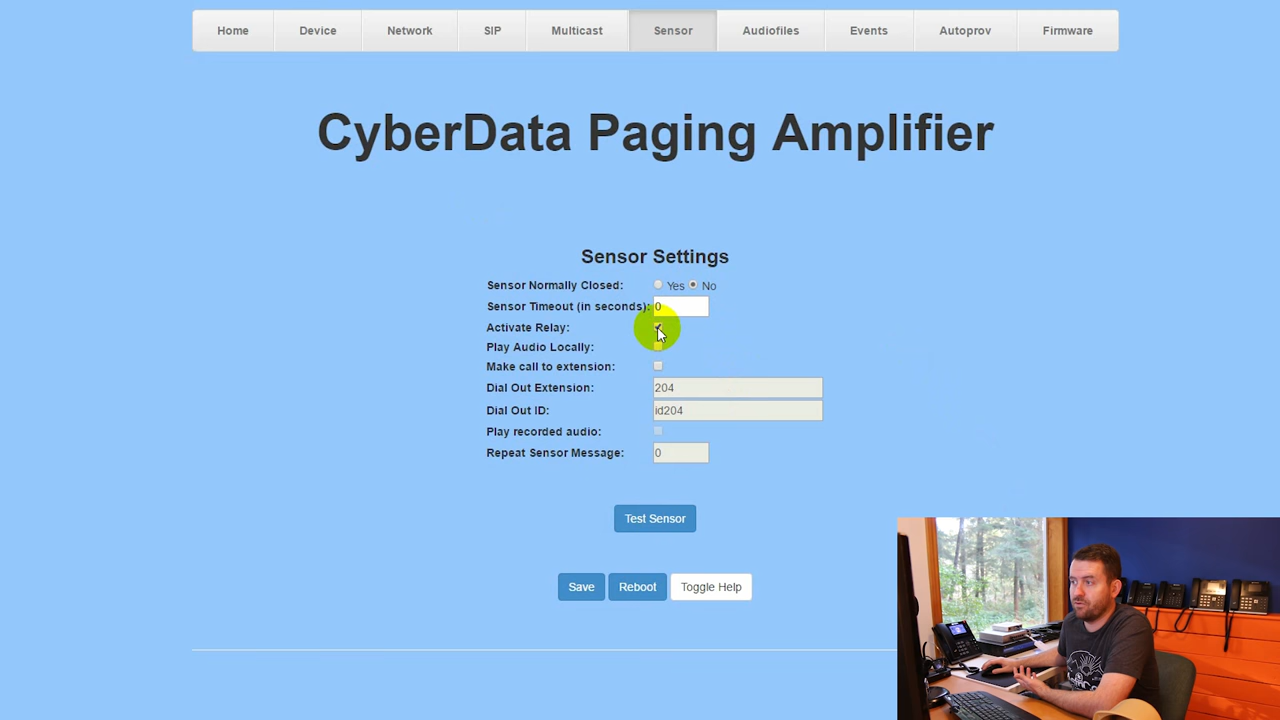 Home Device Network SIP Multicast Sensor Audiofiles Events Autoprov Firmware
CyberData Paging Amplifier
Sensor Settings
Sensor Normally Closed: Yes No
Sensor Timeout (in seconds): 0
Activate Relay:
Play Audio Locally:
Make call to extension:
Dial Out Extension: 204
Dial Out ID: id204
Play recorded audio:
Repeat Sensor Message: 0
Test Sensor
Save Reboot Toggle Help